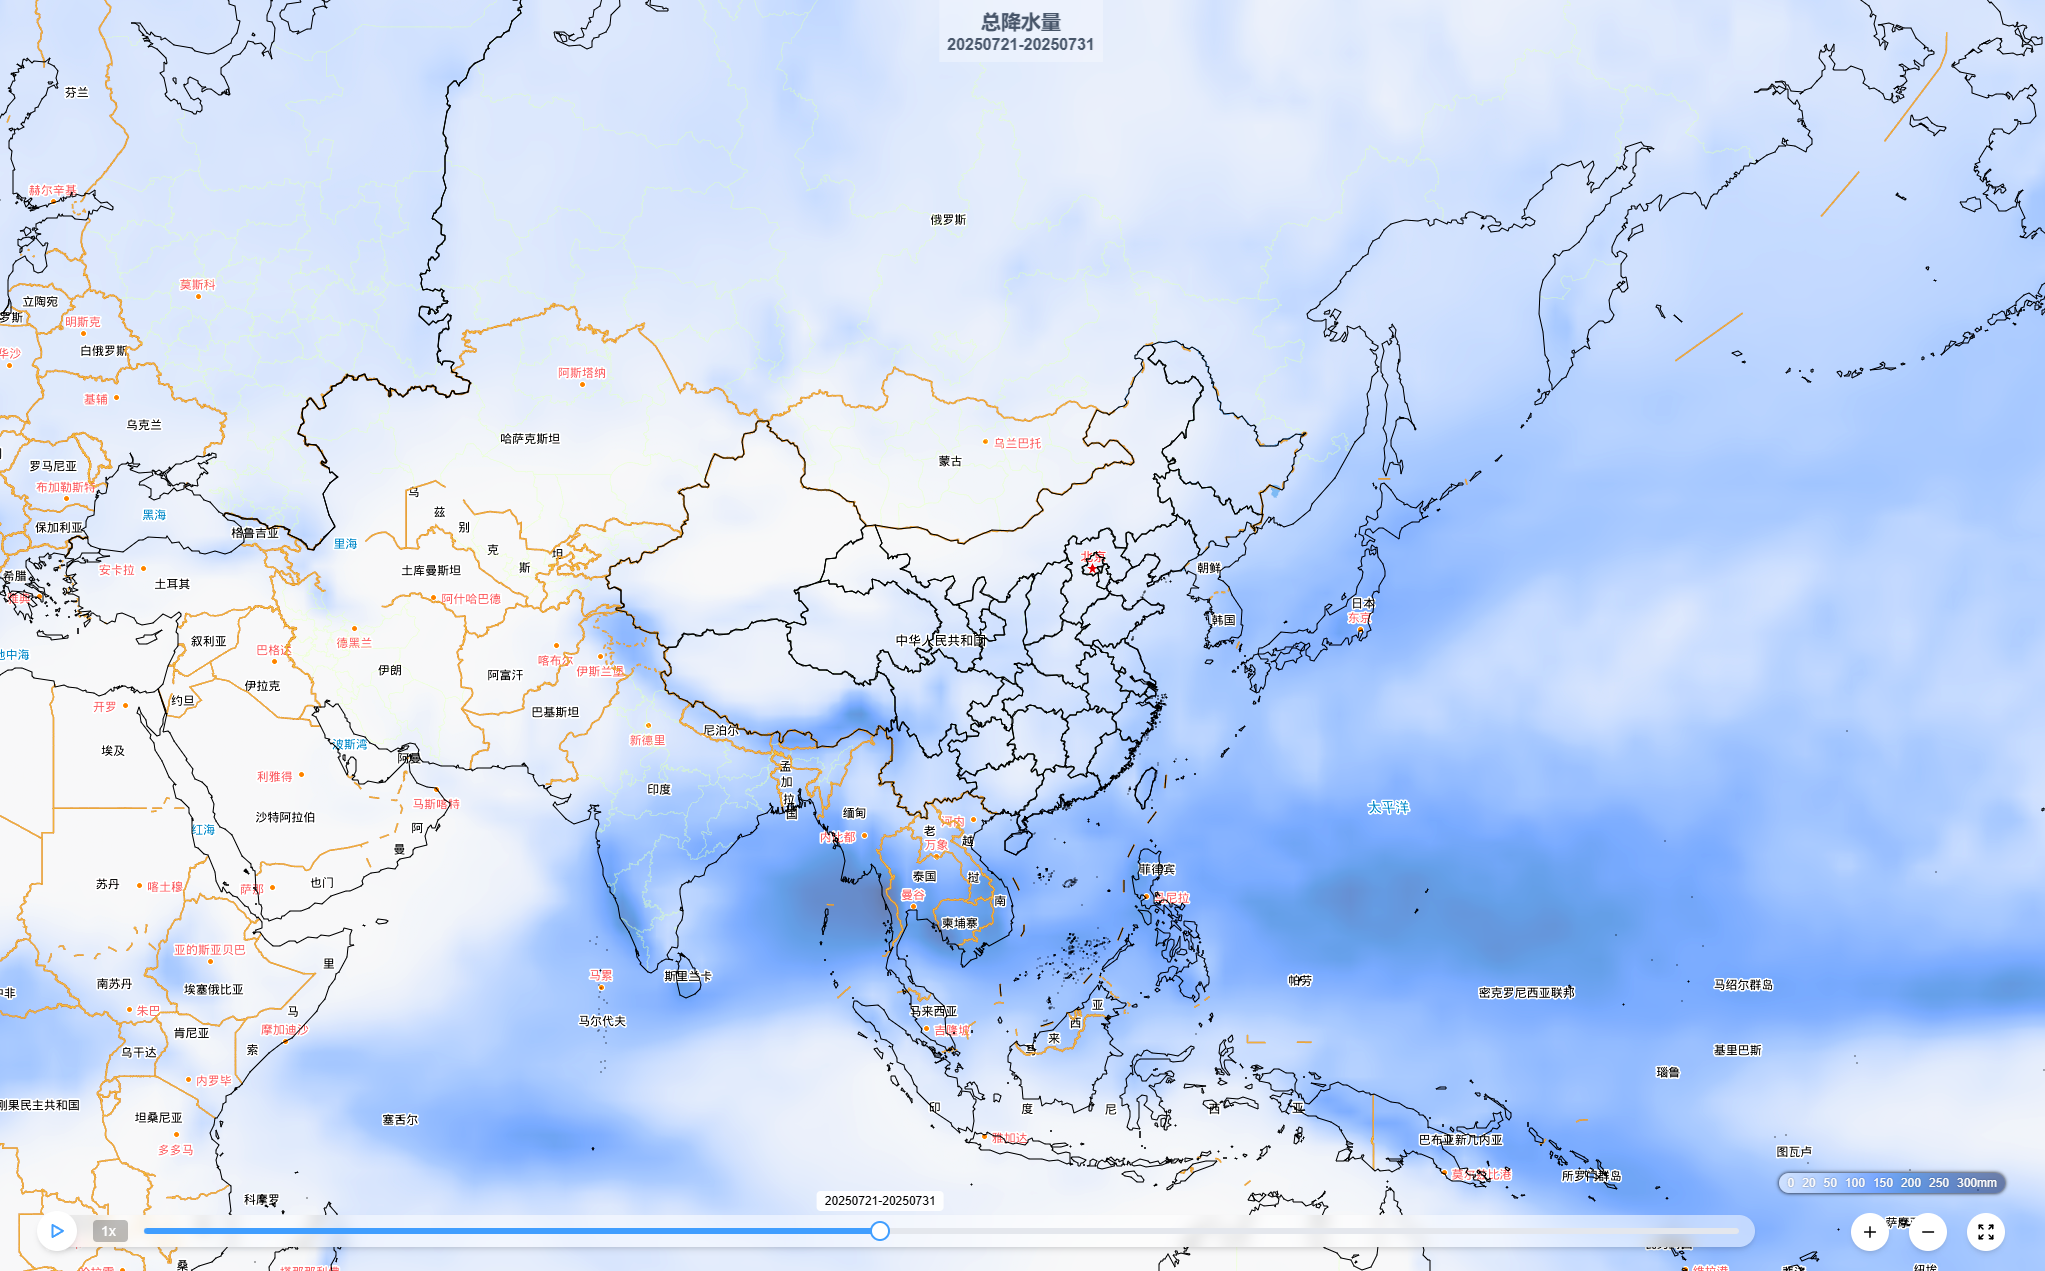 总降水量
20250721-20250731
芬兰
赫尔辛基
俄罗斯
莫斯科
立陶宛
罗斯
明斯克
白俄罗斯
华沙
阿斯塔纳
基辅
乌克兰
哈萨克斯坦
乌兰巴托
蒙古
罗马尼亚
布加勒斯特
黑海
保加利亚
格鲁吉亚
里海
乌
兹
别
克
斯
坦
北京
希腊
安卡拉
土耳其
土库曼斯坦
阿什哈巴德
朝鲜
日本
东京
韩国
地中海
叙利亚
巴格达
德黑兰
伊朗
阿富汗
喀布尔
伊斯兰堡
中华人民共和国
伊拉克
约旦
开罗
巴基斯坦
埃及
波斯湾
阿曼
新德里
尼泊尔
利雅得
马斯喀特
沙特阿拉伯
红海
阿
曼
印度
孟
加
拉
国
缅甸
内比都
老
万象
河内
越
挝
南
太平洋
苏丹
喀土穆
萨那
也门
泰国
曼谷
柬埔寨
菲律宾
马尼拉
亚的斯亚贝巴
埃塞俄比亚
南苏丹
中非
朱巴
肯尼亚
乌干达
摩加迪沙
索
马
里
马累
马尔代夫
斯里兰卡
马来西亚
吉隆坡
马
来
西
亚
帕劳
密克罗尼西亚联邦
马绍尔群岛
基里巴斯
瑙鲁
内罗毕
刚果民主共和国
坦桑尼亚
多多马
塞舌尔
印
度
尼
西
亚
雅加达
巴布亚新几内亚
莫尔兹比港
所罗门群岛
图瓦卢
0 20 50 100 150 200 250 300mm
科摩罗
20250721-20250731
1x
桑
纽埃